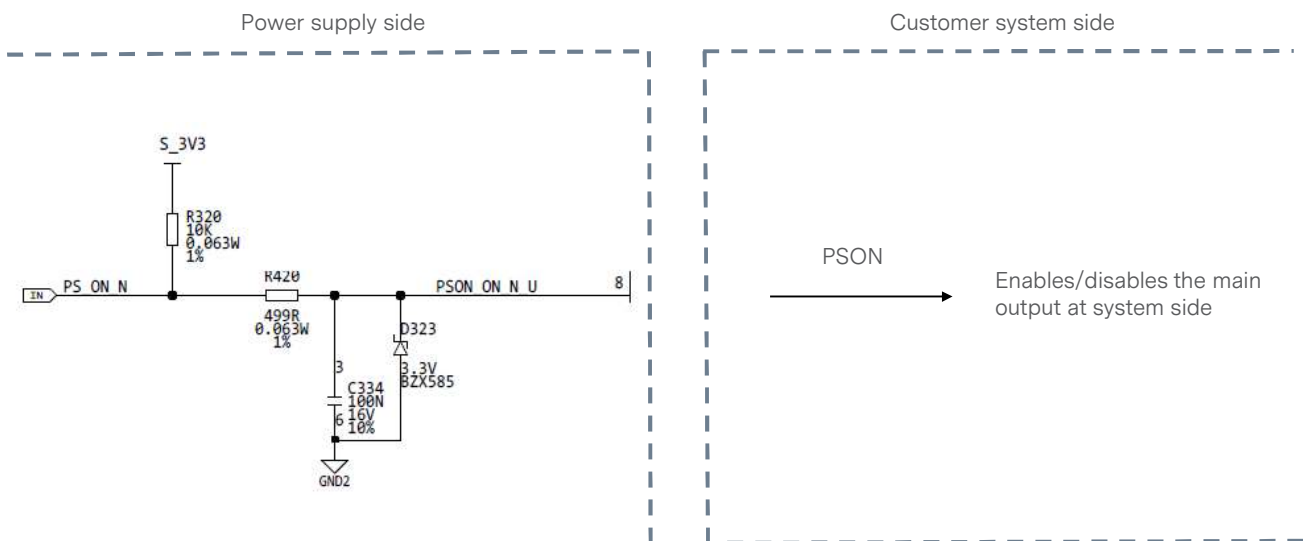 Power supply side
Customer system side
S_3V3
R320
10K
0.063W
1%
IN
PS_ON_N
R420
499R
0.063W
1%
PSON_ON_N_U
8
D323
3.3V
BZX585
3
C334
100N
16V
6
10%
GND2
PSON
Enables/disables the main
output at system side